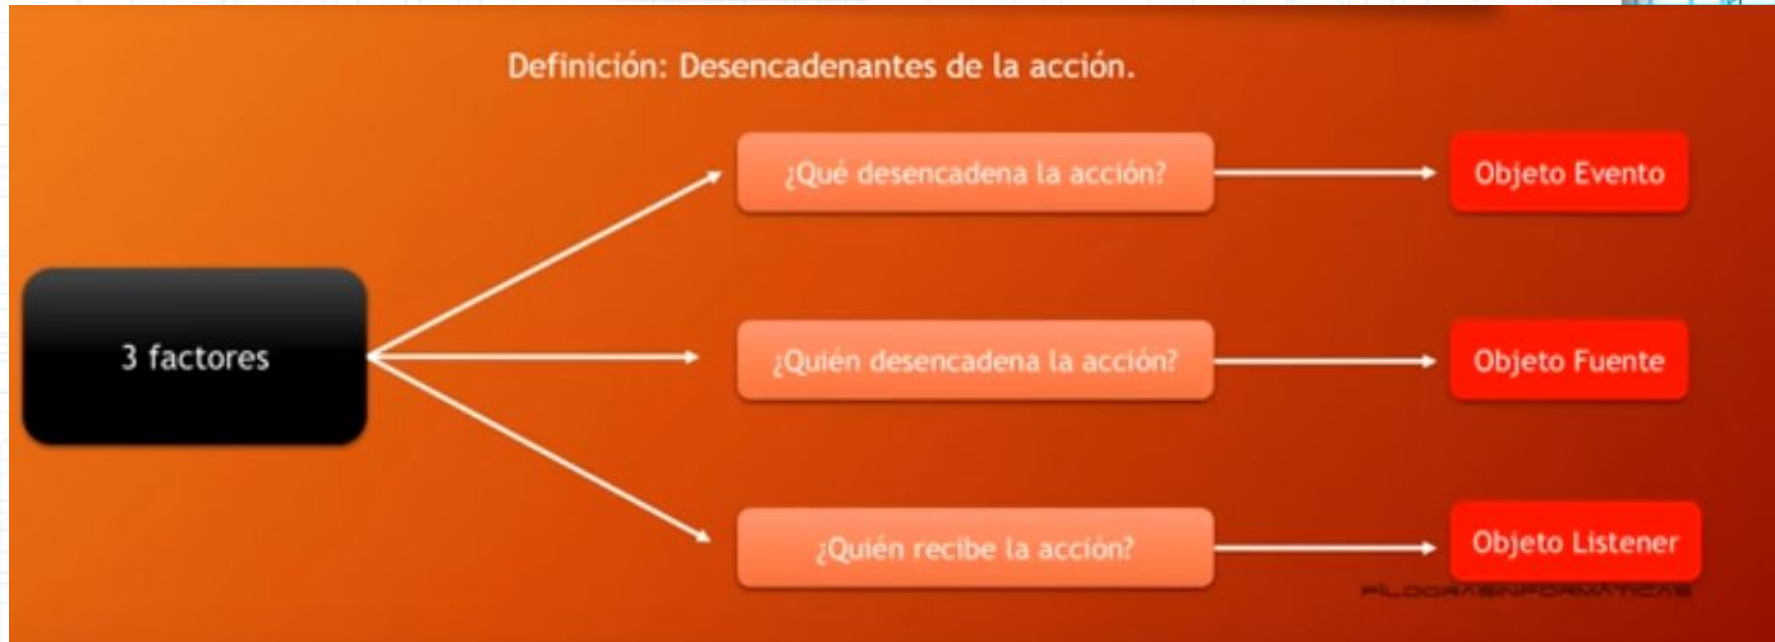 Definición: Desencadenantes de la acción.
¿Qué desencadena la acción?
Objeto Evento
3 factores
¿Quién desencadena la acción?
Objeto Fuente
¿Quién recibe la acción?
Objeto Listener
PÍLDORASINFORMÁTICAS